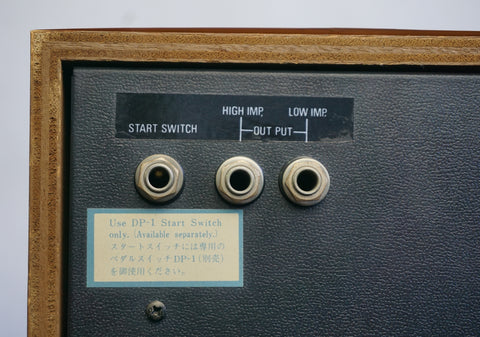 HIGH IMP. LOW IMP.
START SWITCH OUT PUT
Use DP-1 Start Switch
only. (Available separately.)
スタートスイッチには専用の
ペダルスイッチDP-1(別売)
を御使用ください。